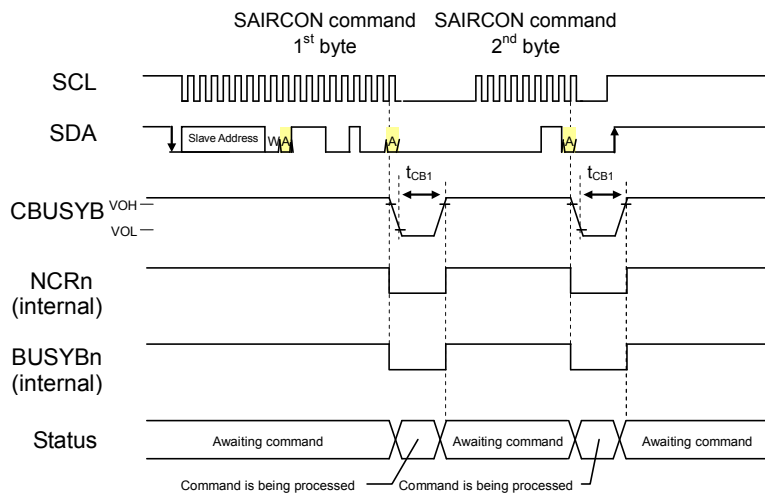 SAIRCON command
1st byte
SAIRCON command
2nd byte
SCL
SDA
Slave Address
W
A
A
A
tCB1
tCB1
CBUSYB
VOH
VOL
NCRn
(internal)
BUSYBn
(internal)
Status
Awaiting command
Awaiting command
Awaiting command
Command is being processed
Command is being processed